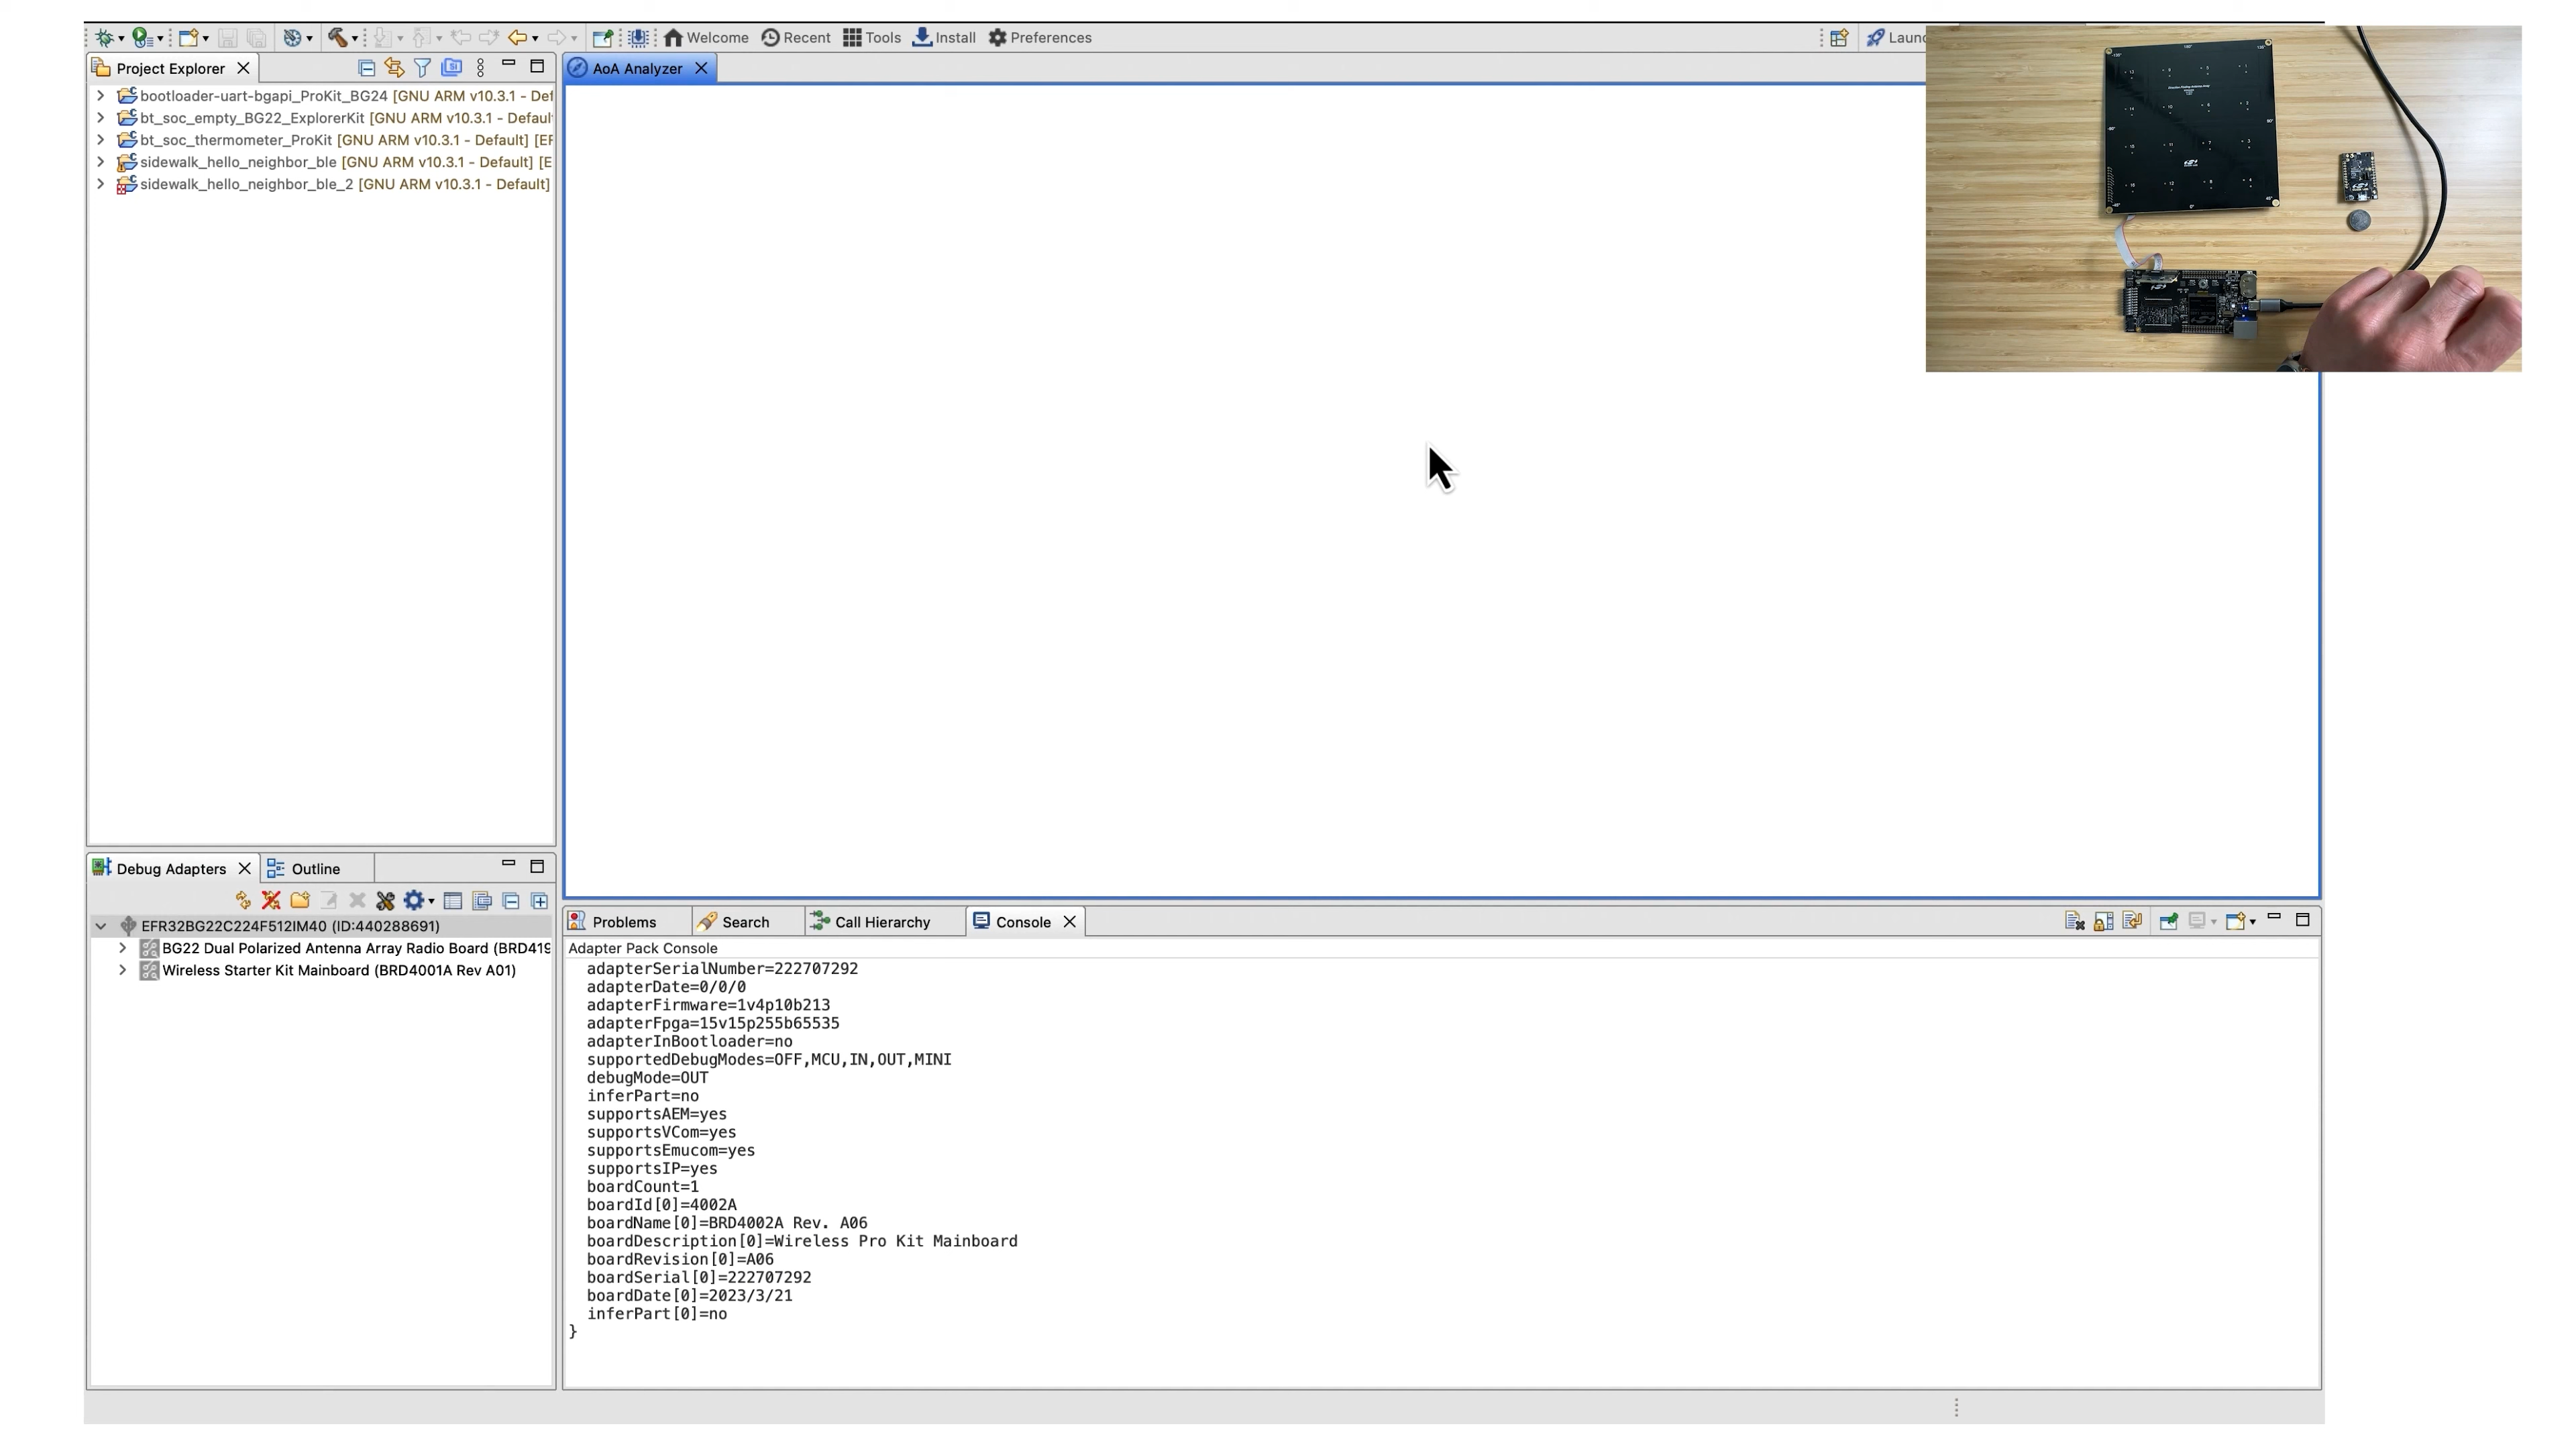 Welcome Recent Tools Install Preferences
Project Explorer
bootloader-uart-bgapi_ProKit_BG24 [GNU ARM v10.3.1 - Def
bt_soc_empty_BG22_ExplorerKit [GNU ARM v10.3.1 - Defaul
bt_soc_thermometer_ProKit [GNU ARM v10.3.1 - Default] [EF
sidewalk_hello_neighbor_ble [GNU ARM v10.3.1 - Default] [E
sidewalk_hello_neighbor_ble_2 [GNU ARM v10.3.1 - Default]
AoA Analyzer
Laun
Debug Adapters Outline
EFR32BG22C224F512IM40 (ID:440288691)
BG22 Dual Polarized Antenna Array Radio Board (BRD419
Wireless Starter Kit Mainboard (BRD4001A Rev A01)
Problems Search Call Hierarchy Console
Adapter Pack Console
adapterSerialNumber=222707292
adapterDate=0/0/0
adapterFirmware=1v4p10b213
adapterFpga=15v15p255b65535
adapterInBootloader=no
supportedDebugModes=OFF,MCU,IN,OUT,MINI
debugMode=OUT
inferPart=no
supportsAEM=yes
supportsVCom=yes
supportsEmucom=yes
supportsIP=yes
boardCount=1
boardId[0]=4002A
boardName[0]=BRD4002A Rev. A06
boardDescription[0]=Wireless Pro Kit Mainboard
boardRevision[0]=A06
boardSerial[0]=222707292
boardDate[0]=2023/3/21
inferPart[0]=no
}